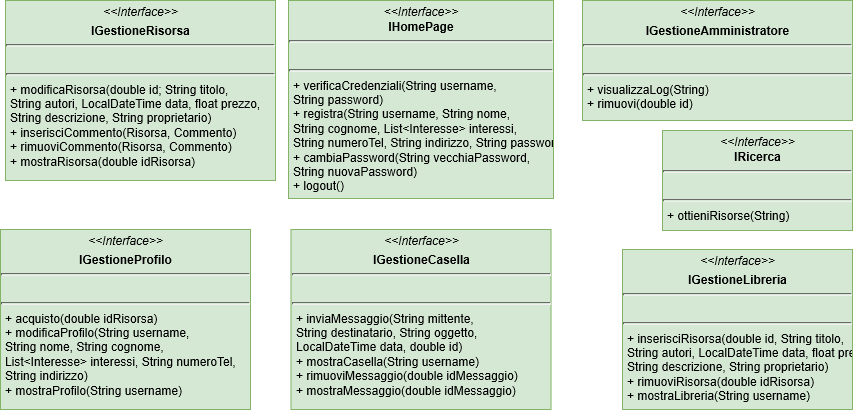 <<Interface>>
IGestioneRisorsa
+ modificaRisorsa(double id; String titolo,
String autori, LocalDateTime data, float prezzo,
String descrizione, String proprietario)
+ inserisciCommento(Risorsa, Commento)
+ rimuoviCommento(Risorsa, Commento)
+ mostraRisorsa(double idRisorsa)
<<Interface>>
IHomePage
+ verificaCredenziali(String username,
String password)
+ registra(String username, String nome,
String cognome, List<Interesse> interessi,
String numeroTel, String indirizzo, String passwor
+ cambiaPassword(String vecchiaPassword,
String nuovaPassword)
+ logout()
<<Interface>>
IGestioneAmministratore
+ visualizzaLog(String)
+ rimuovi(double id)
IRicerca
+ ottieniRisorse(String)
<<Interface>>
IGestioneProfilo
+ acquisto(double idRisorsa)
+ modificaProfilo(String username,
String nome, String cognome,
List<Interesse> interessi, String numeroTel,
String indirizzo)
+ mostraProfilo(String username)
<<Interface>>
IGestioneCasella
+ inviaMessaggio(String mittente,
String destinatario, String oggetto,
LocalDateTime data, double id)
+ mostraCasella(String username)
+ rimuoviMessaggio(double idMessaggio)
+ mostraMessaggio(double idMessaggio)
<<Interface>>
IGestioneLibreria
+ inserisciRisorsa(double id, String titolo,
String autori, LocalDateTime data, float pre
String descrizione, String proprietario)
+ rimuoviRisorsa(double idRisorsa)
+ mostraLibreria(String username)